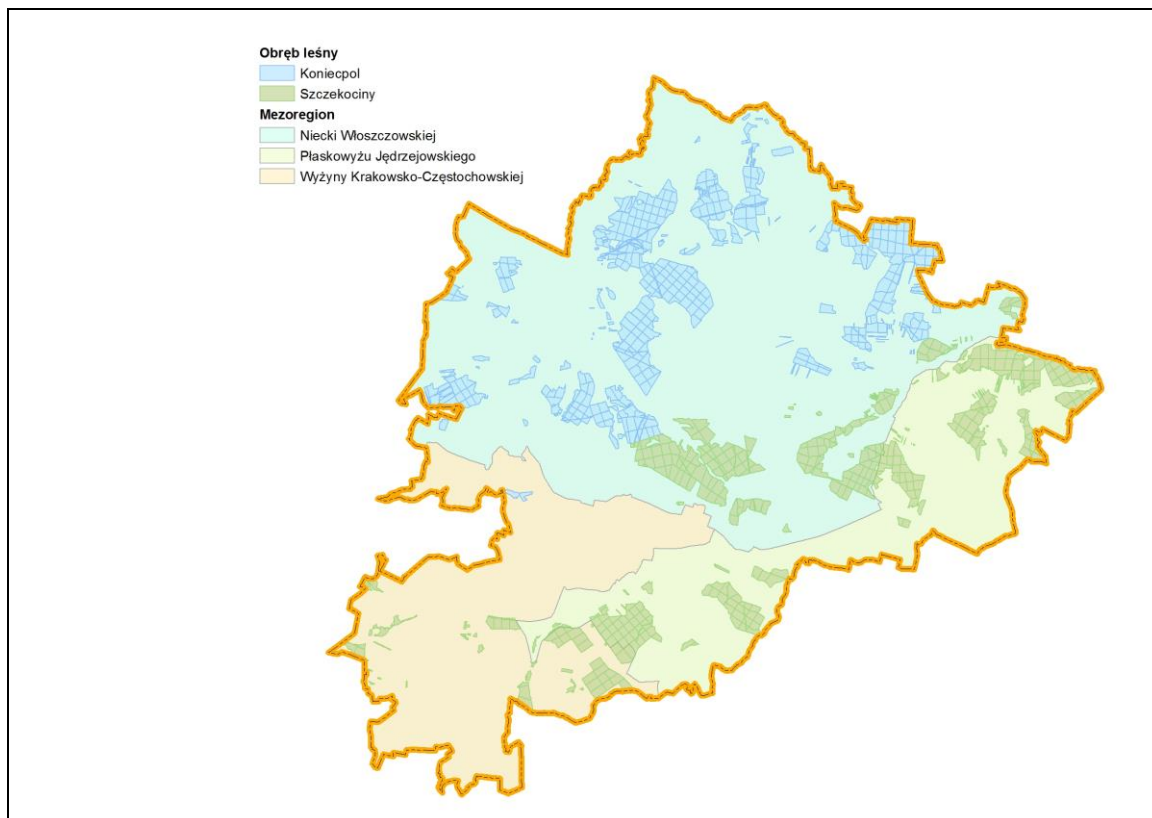 Obręb leśny
Koniecpol
Szczekociny
Mezoregion
Niecki Włoszczowskiej
Płaskowyżu Jędrzejowskiego
Wyżyny Krakowsko-Częstochowskiej